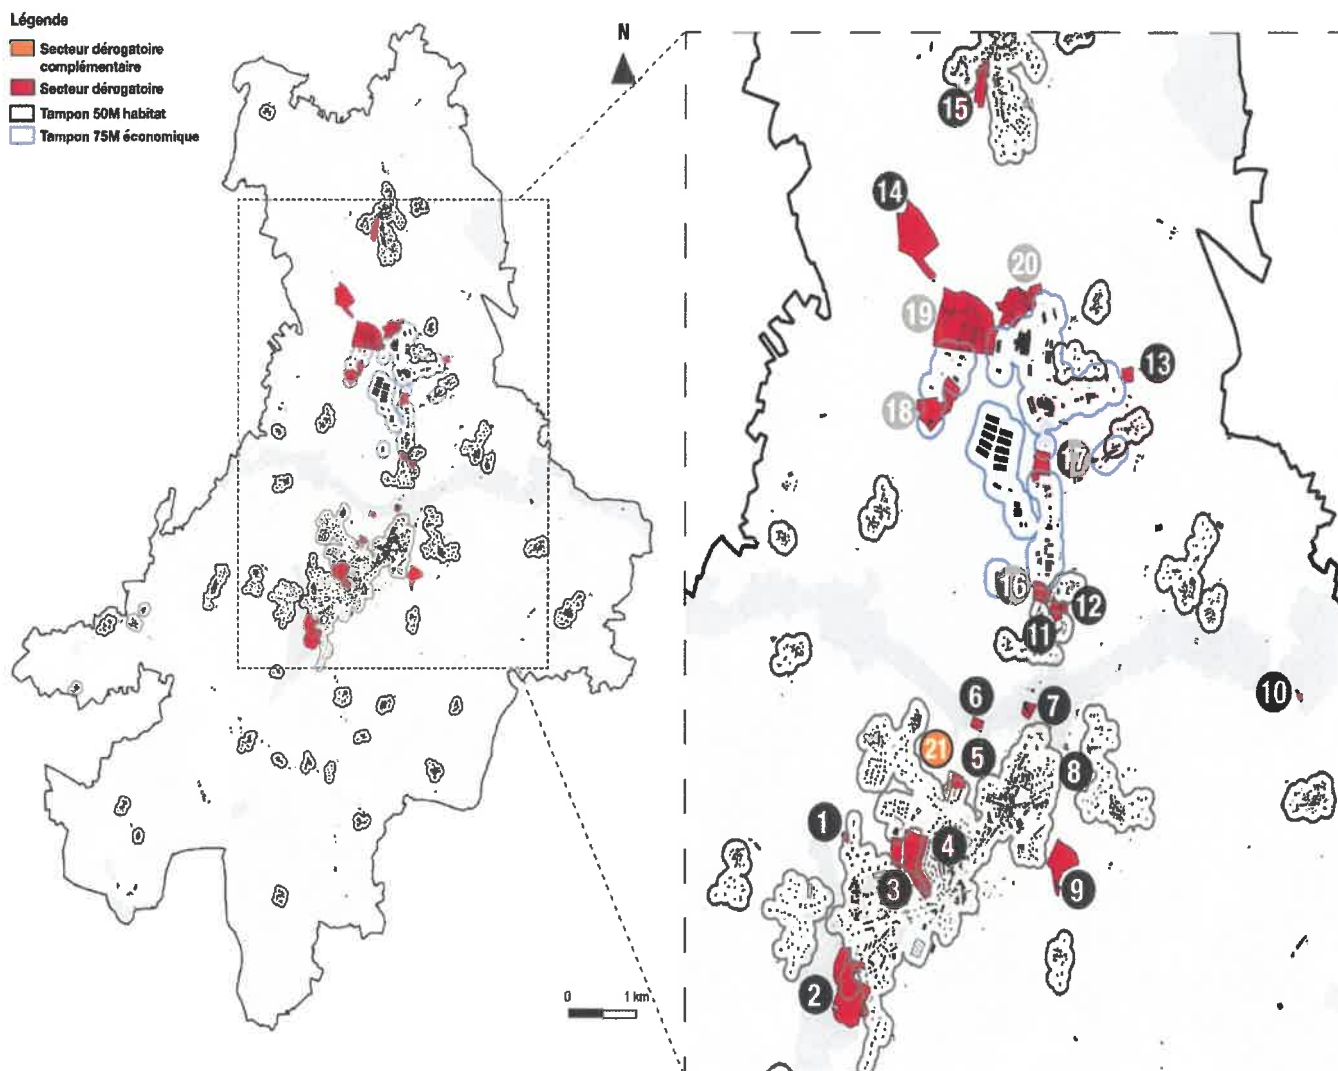 Légende
Secteur dérogatoire
complémentaire
Secteur dérogatoire
Tampon 50M habitat
Tampon 75M économique
N
0 1 km
15
14
20
19
13
18
17
16
12
11
10
6
7
21
5
8
1
4
3
9
2